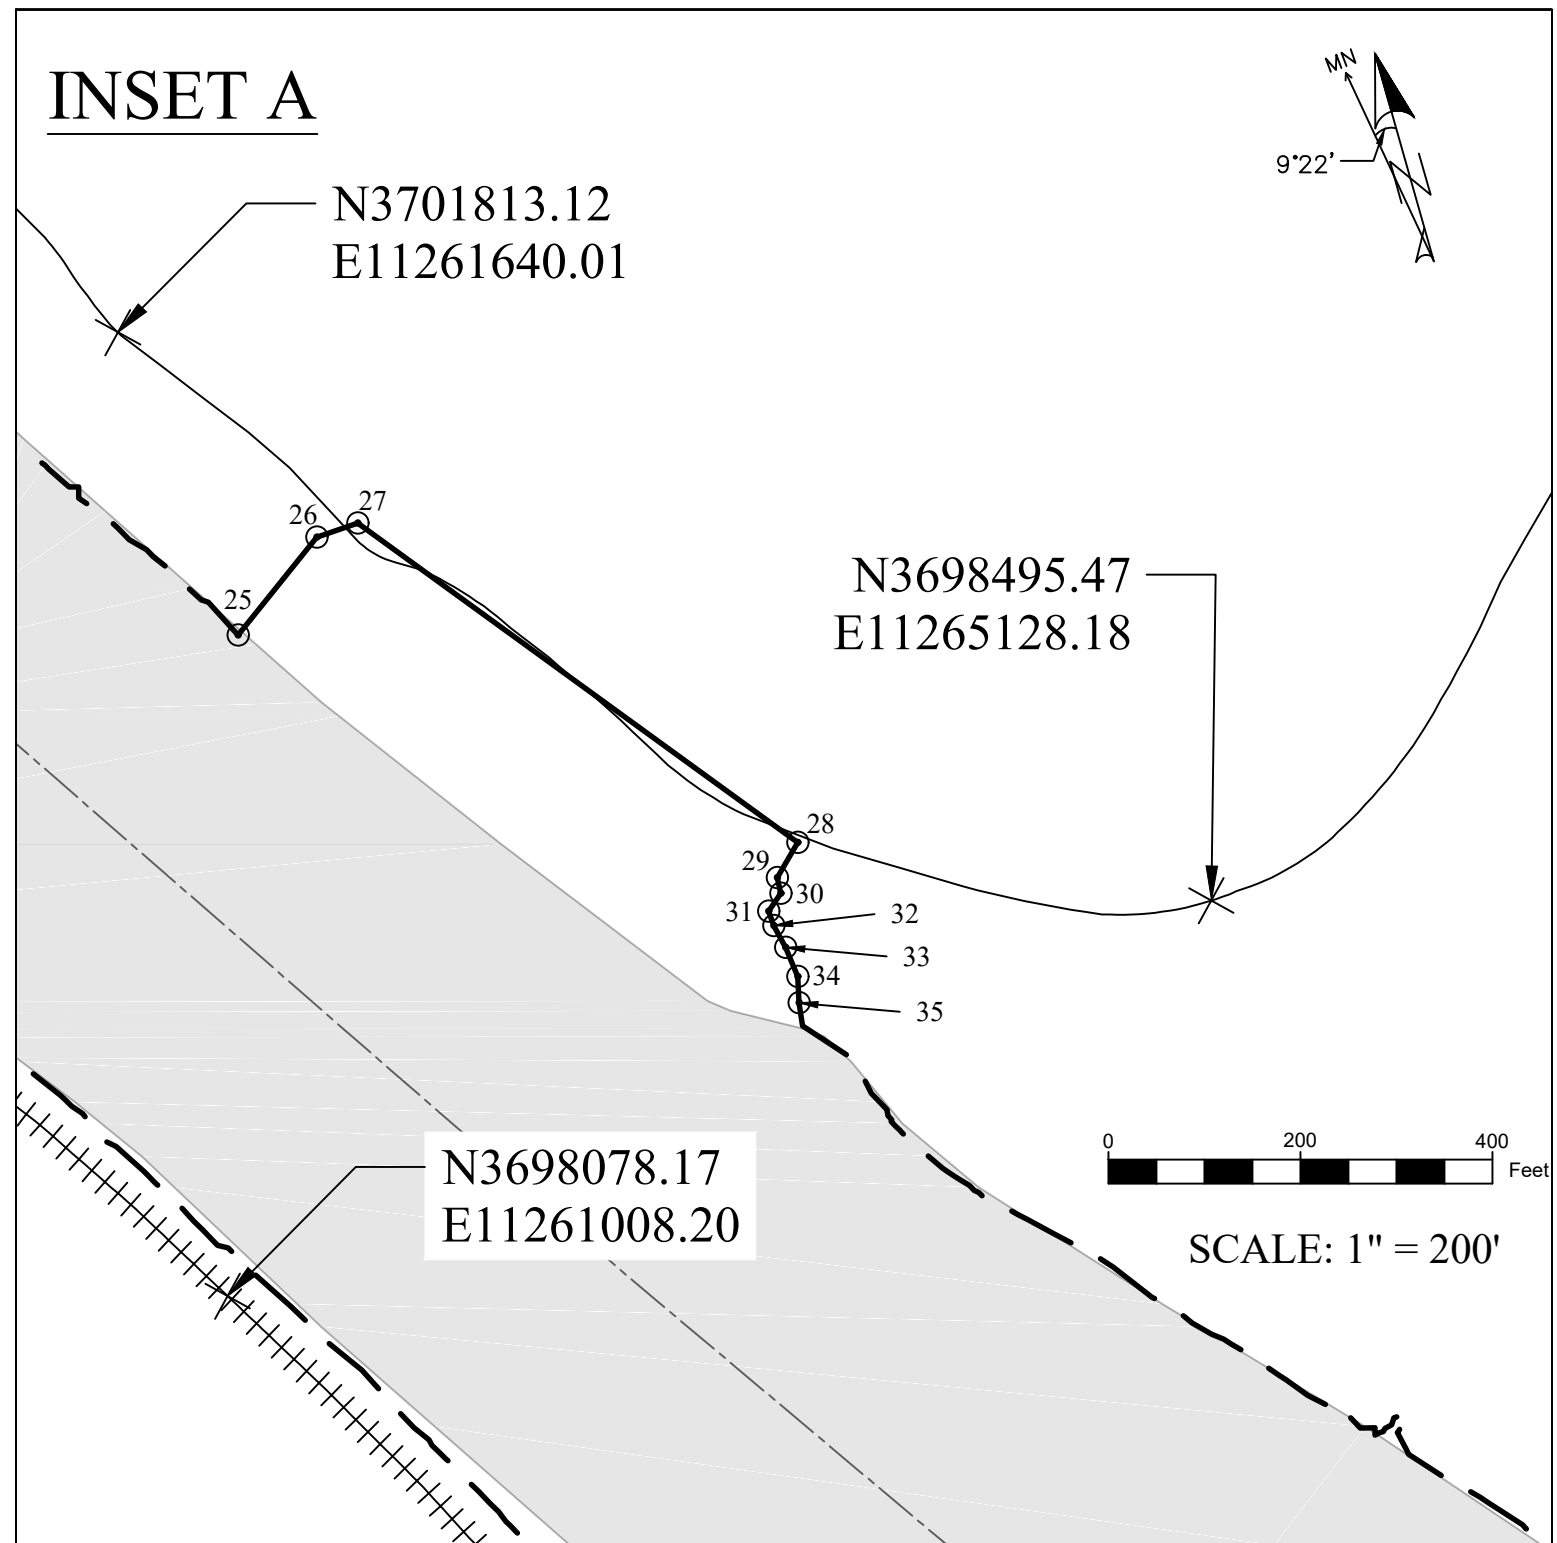 INSET A
MN
9°22'
N3701813.12
E11261640.01
27
26
25
N3698495.47
E11265128.18
28
29
30
31
32
33
34
35
0 200 400
Feet
SCALE: 1" = 200'
N3698078.17
E11261008.20